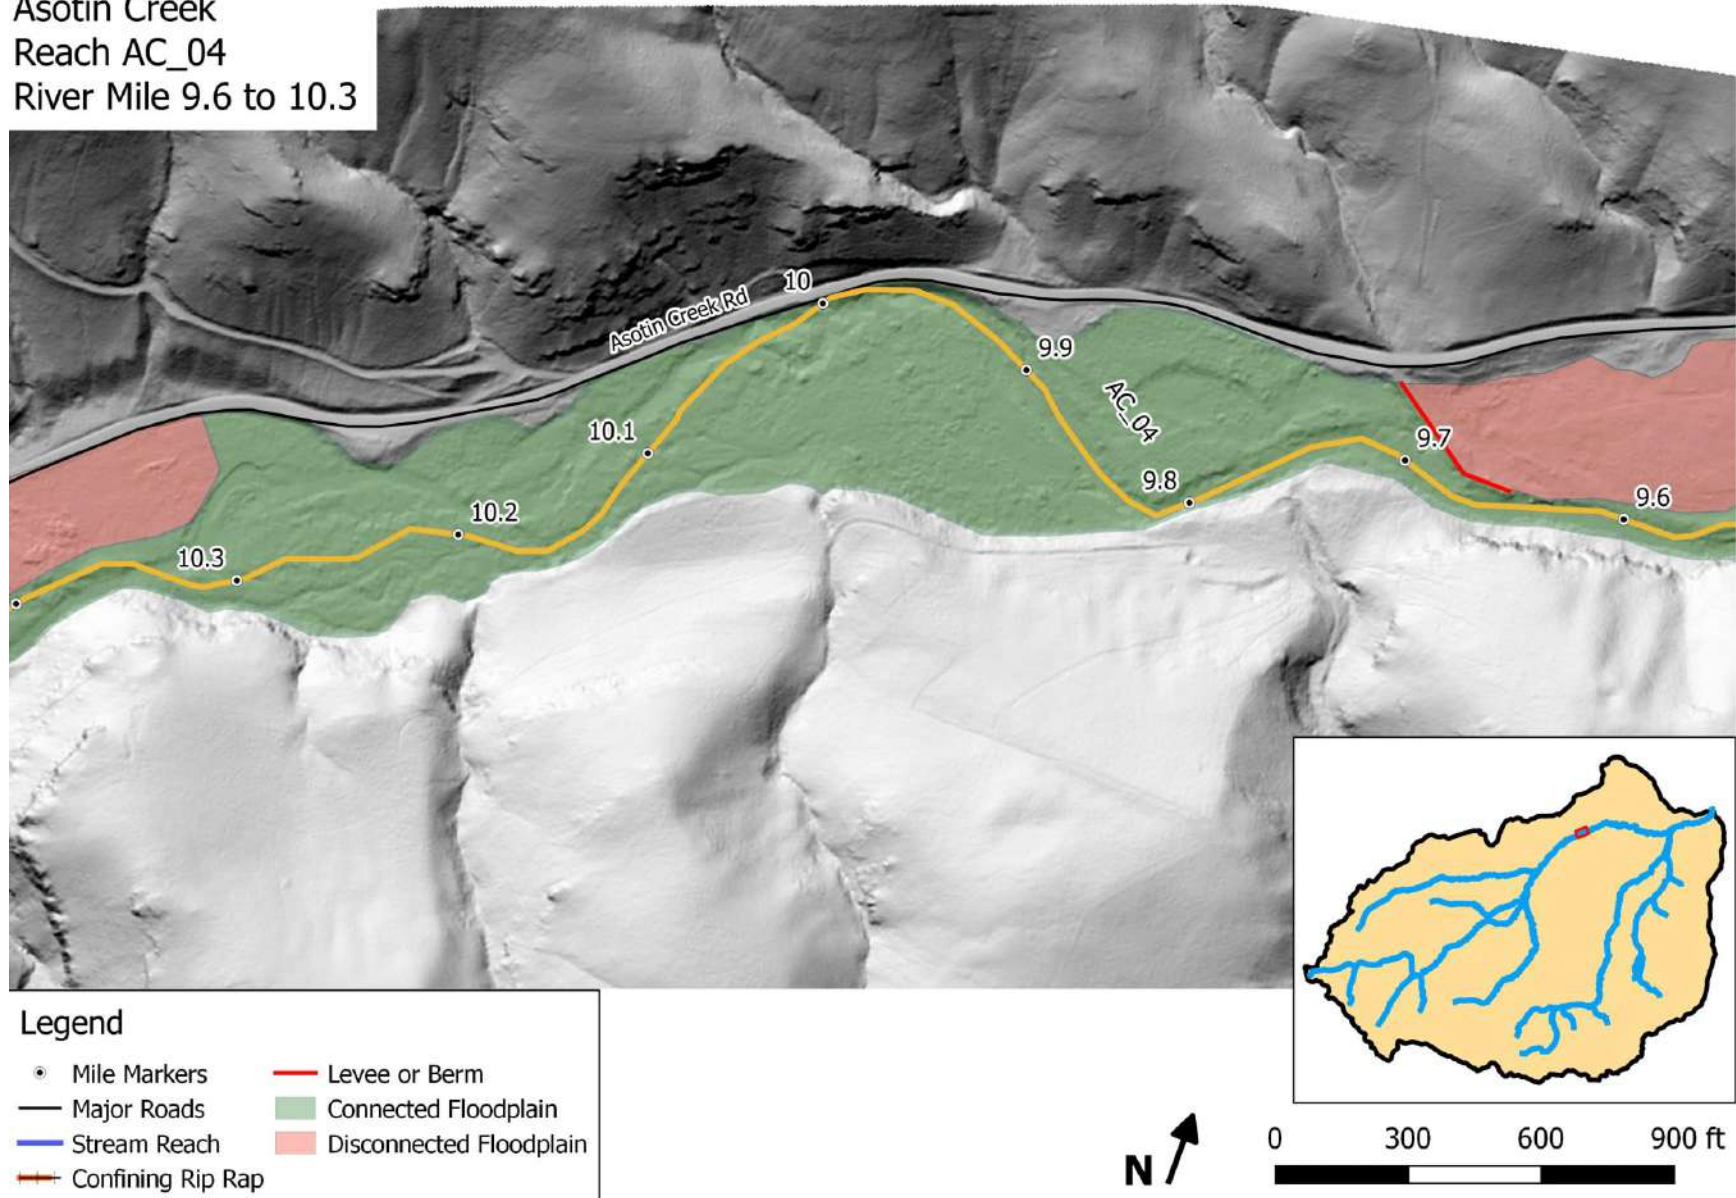 Asotin Creek
Reach AC_04
River Mile 9.6 to 10.3
10
Asotin Creek Rd
9.9
AC_04
10.1
9.7
9.8
10.2
9.6
10.3
Legend
Mile Markers
Levee or Berm
Major Roads
Connected Floodplain
Stream Reach
Disconnected Floodplain
Confining Rip Rap
N
0 300 600 900 ft